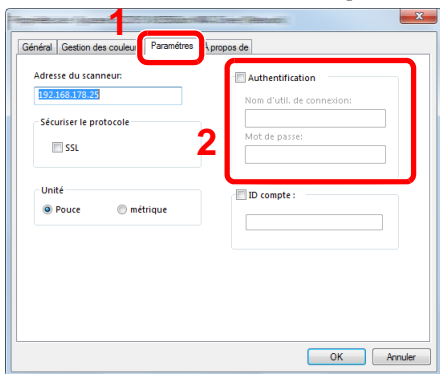 1
Général Gestion des couleu Paramètres À propos de
Adresse du scanneur:
192.168.178.25
Sécuriser le protocole
SSL
Unité
Pouce métrique
2
Authentification
Nom d'util. de connexion:
Mot de passe:
ID compte :
OK Annuler